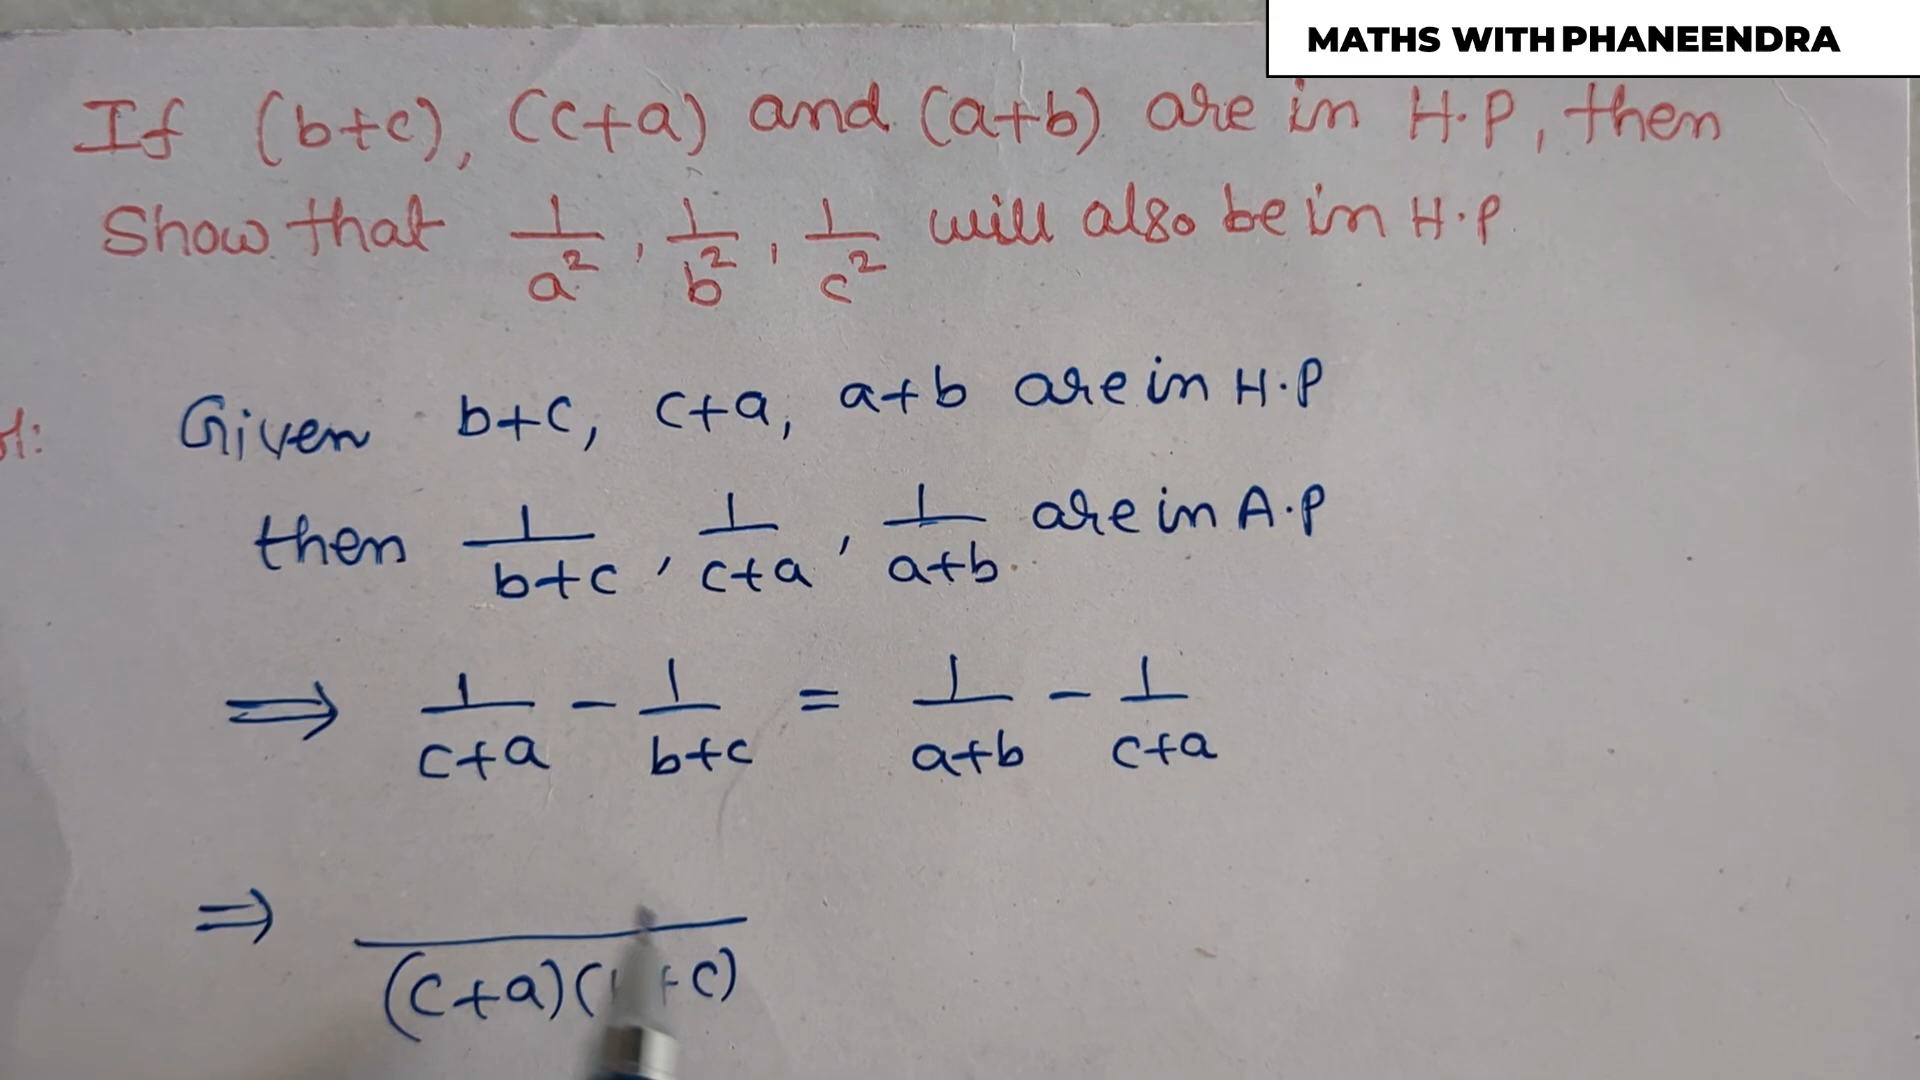 MATHS WITH PHANEENDRA
If (b+c), (c+a) and (a+b) are in H.P, then
Show that 1/a², 1/b², 1/c² will also be in H.P
Given b+c, c+a, a+b are in H.P
then 1/(b+c), 1/(c+a), 1/(a+b) are in A.P
⟹ 1/(c+a) - 1/(b+c) = 1/(a+b) - 1/(c+a)
⇒ (c+a)( +c)